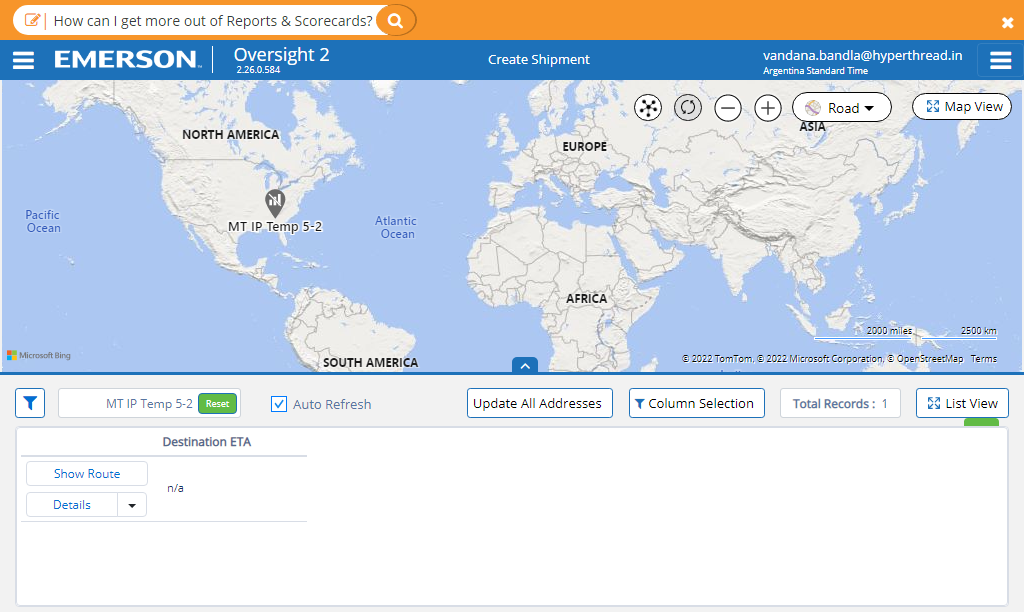 How can I get more out of Reports & Scorecards?
EMERSON
Oversight 2
2.26.0.584
Create Shipment
vandana.bandla@hyperthread.in
Argentina Standard Time
Road
Map View
NORTH AMERICA
EUROPE
ASIA
Pacific
Ocean
MT IP Temp 5-2
Atlantic
Ocean
AFRICA
SOUTH AMERICA
2000 miles
2500 km
Microsoft Bing
© 2022 TomTom, © 2022 Microsoft Corporation, © OpenStreetMap Terms
MT IP Temp 5-2
Reset
Auto Refresh
Update All Addresses
Column Selection
Total Records : 1
List View
Destination ETA
Show Route
n/a
Details